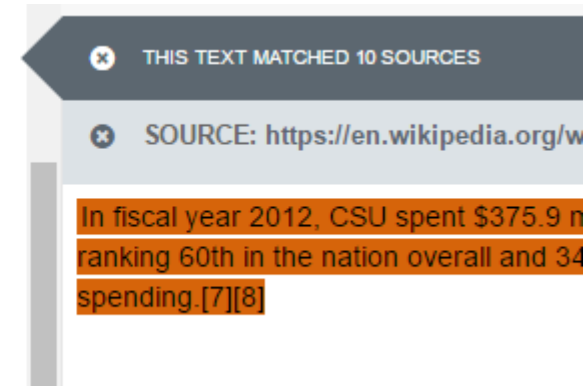 THIS TEXT MATCHED 10 SOURCES
SOURCE: https://en.wikipedia.org/w
In fiscal year 2012, CSU spent $375.9
ranking 60th in the nation overall and 34
spending.[7][8]